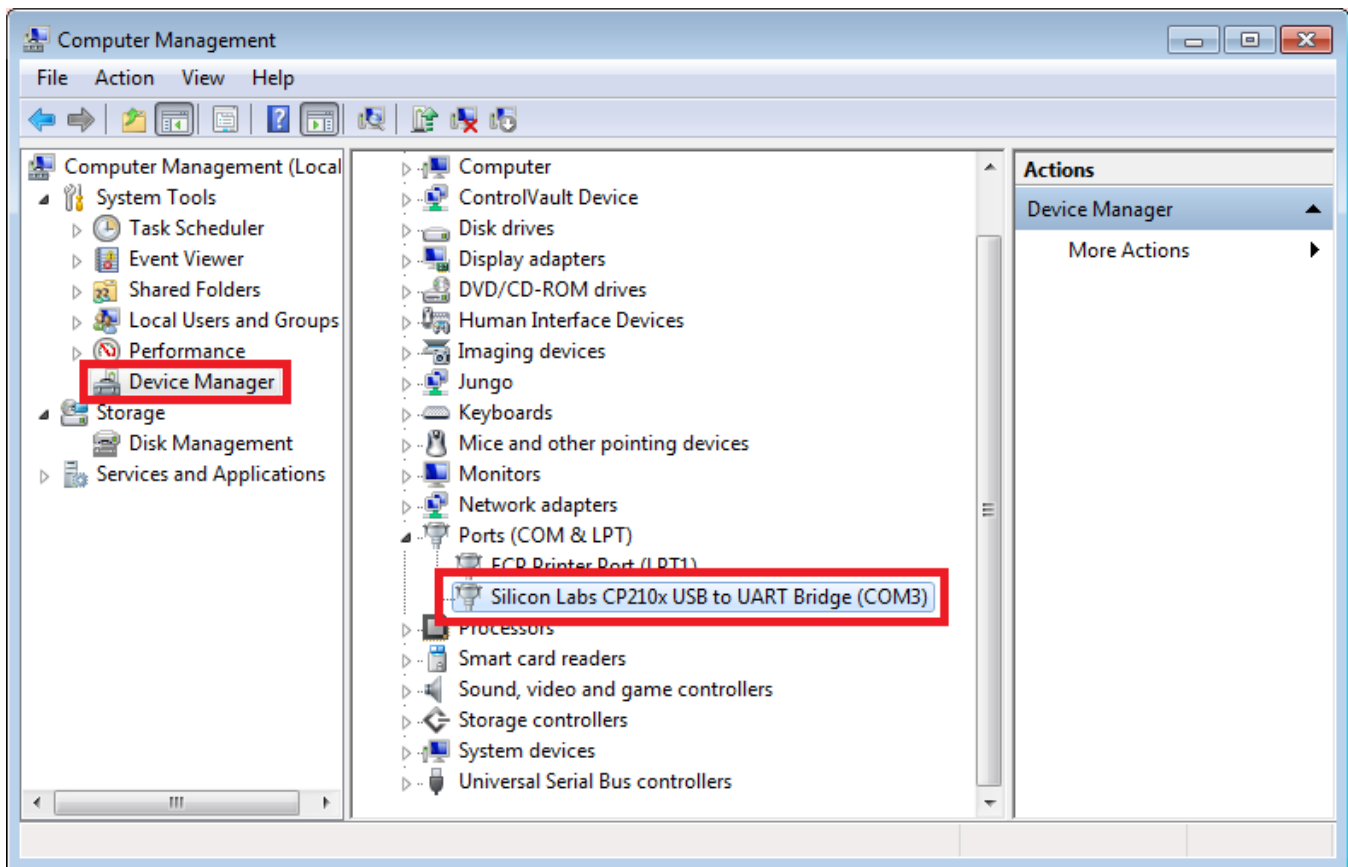 Computer Management
File Action View Help
Computer Management (Local
System Tools
Task Scheduler
Event Viewer
Shared Folders
Local Users and Groups
Performance
Device Manager
Storage
Disk Management
Services and Applications
Computer
ControlVault Device
Disk drives
Display adapters
DVD/CD-ROM drives
Human Interface Devices
Imaging devices
Jungo
Keyboards
Mice and other pointing devices
Monitors
Network adapters
Ports (COM & LPT)
ECP Printer Port (LPT1)
Silicon Labs CP210x USB to UART Bridge (COM3)
Processors
Smart card readers
Sound, video and game controllers
Storage controllers
System devices
Universal Serial Bus controllers
Actions
Device Manager
More Actions